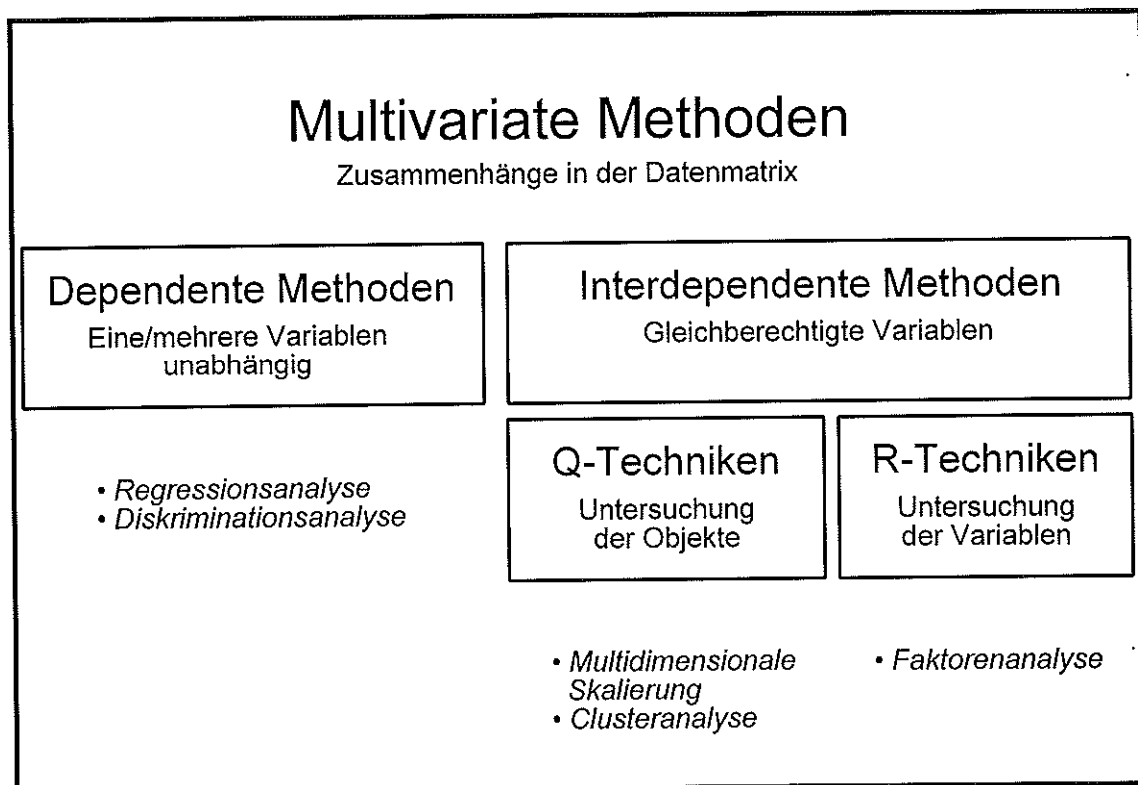 Multivariate Methoden
Zusammenhänge in der Datenmatrix
Dependente Methoden
Eine/mehrere Variablen
unabhängig
• Regressionsanalyse
• Diskriminationsanalyse
Interdependente Methoden
Gleichberechtigte Variablen
Q-Techniken
Untersuchung
der Objekte
• Multidimensionale
Skalierung
• Clusteranalyse
R-Techniken
Untersuchung
der Variablen
• Faktorenanalyse